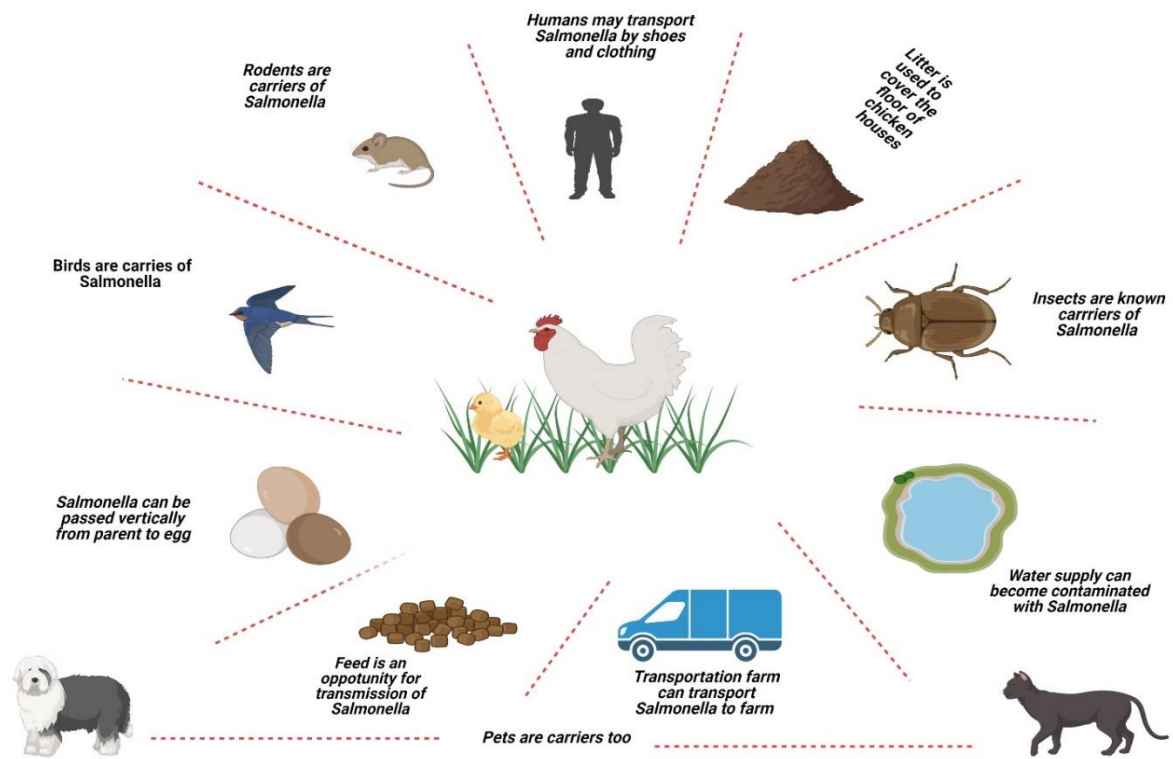 Humans may transport
Salmonella by shoes
and clothing
Rodents are
carriers of
Salmonella
Litter is
used to
cover the
floor of
chicken
houses
Birds are carries of
Salmonella
Insects are known
carrriers of
Salmonella
Salmonella can be
passed vertically
from parent to egg
Water supply can
become contaminated
with Salmonella
Feed is an
oppotunity for
transmission of
Salmonella
Transportation farm
can transport
Salmonella to farm
Pets are carriers too